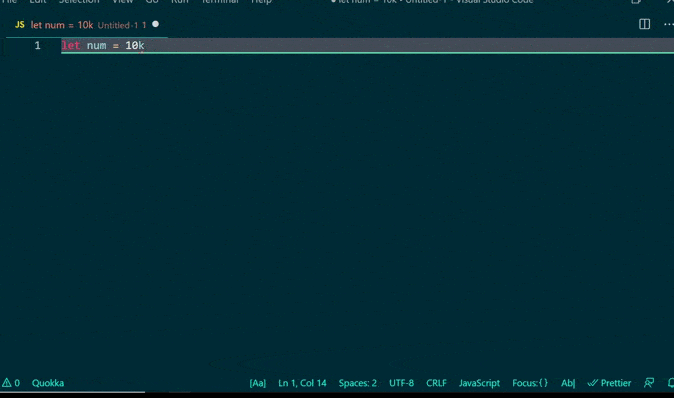 File Edit Selection View Go Run Terminal Help ● let num = 10k • Untitled-1 • Visual Studio Code
JS let num = 10k Untitled-1 1 ●
1 let num = 10k
0 Quokka [Aa] Ln 1, Col 14 Spaces: 2 UTF-8 CRLF JavaScript Focus:{} Ab| Prettier